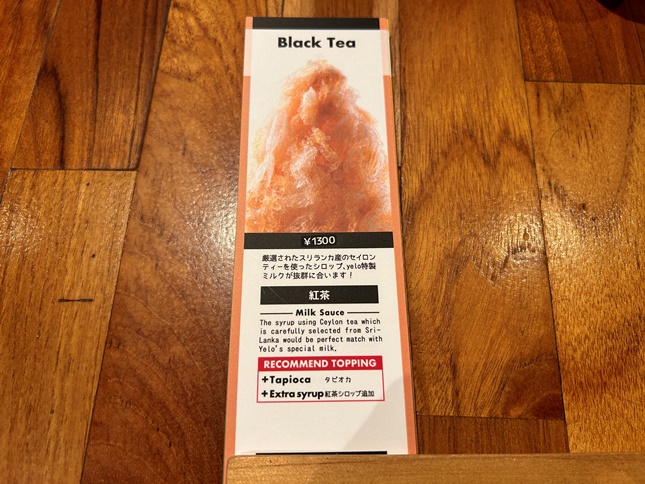 Black Tea
¥1300
厳選されたスリランカ産のセイロン
ティーを使ったシロップ、yelo特製
ミルクが抜群に合います！
紅茶
Milk Sauce
The syrup using Ceylon tea which
is carefully selected from Sri-
Lanka would be perfect match with
Yelo's special milk.
RECOMMEND TOPPING
+Tapioca タピオカ
+Extra syrup 紅茶シロップ追加